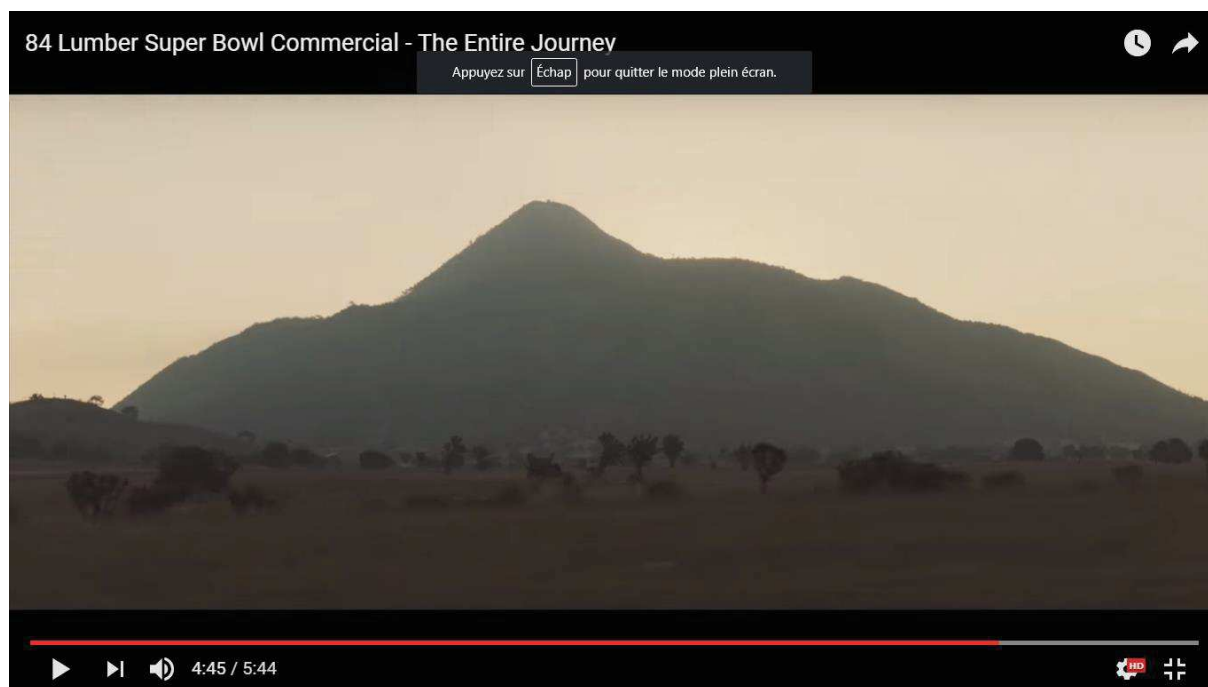 84 Lumber Super Bowl Commercial - The Entire Journey
Appuyez sur Échap pour quitter le mode plein écran.
4:45 / 5:44
HD